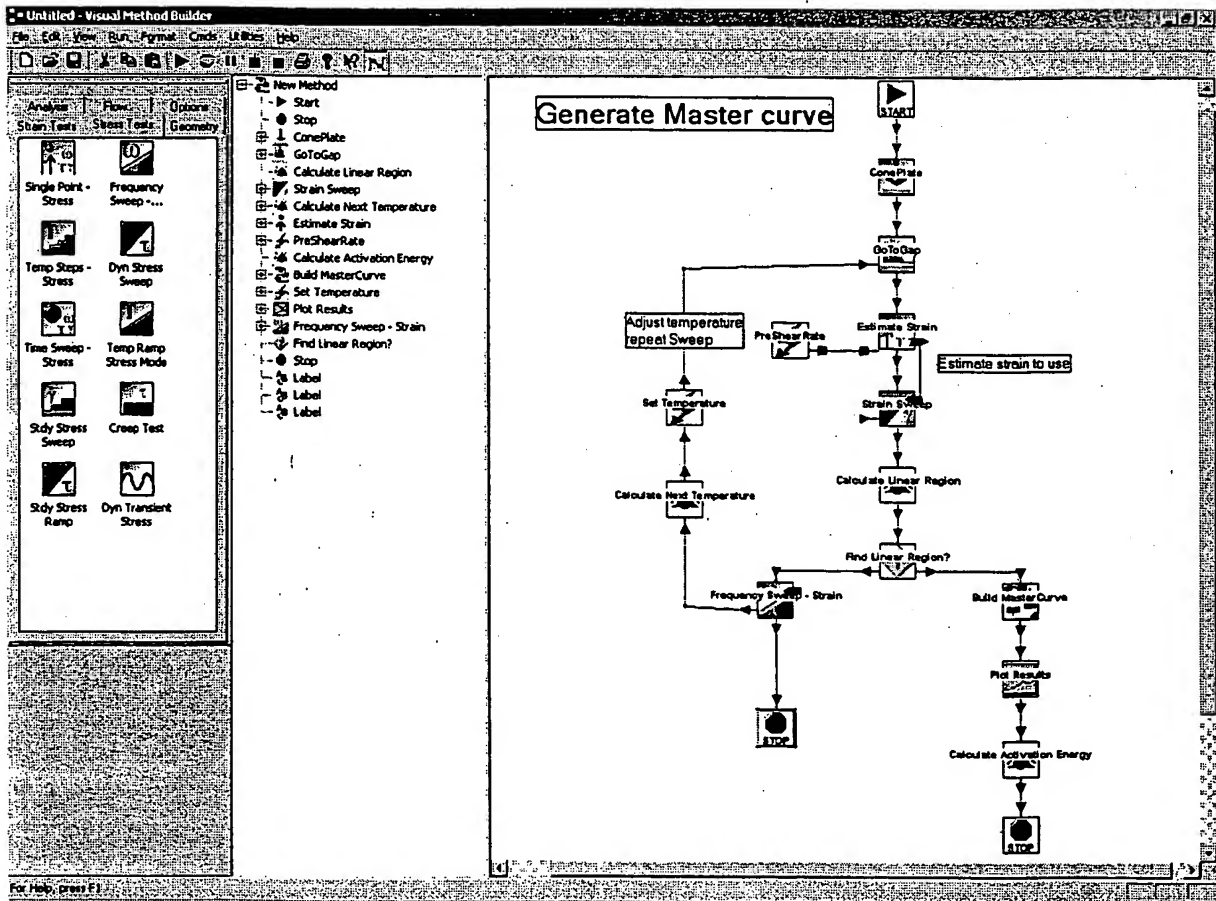 Untitled - Visual Method Builder
File Edit View Run Format Cmds Utilities Help
Analysis Flow Options
Strain Tests Stress Tests Geometry
Single Point -
Stress
Frequency
Sweep -...
Temp Steps -
Stress
Dyn Stress
Sweep
Time Sweep -
Stress
Temp Ramp
Stress Mode
Stdy Stress
Sweep
Creep Test
Stdy Stress
Ramp
Dyn Transient
Stress
New Method
Start
Stop
ConePlate
GoToGap
Calculate Linear Region
Strain Sweep
Calculate Next Temperature
Estimate Strain
PreShearRate
Calculate Activation Energy
Build MasterCurve
Set Temperature
Plot Results
Frequency Sweep - Strain
Find Linear Region?
Stop
Label
Label
Label
Generate Master curve
START
ConePlate
GoToGap
Adjust temperature
repeat Sweep
PreShearRate
Estimate Strain
Estimate strain to use
Set Temperature
Strain Sweep
Calculate Next Temperature
Calculate Linear Region
Find Linear Region?
Frequency Sweep - Strain
Build MasterCurve
Plot Results
STOP
Calculate Activation Energy
STOP
For Help, press F1